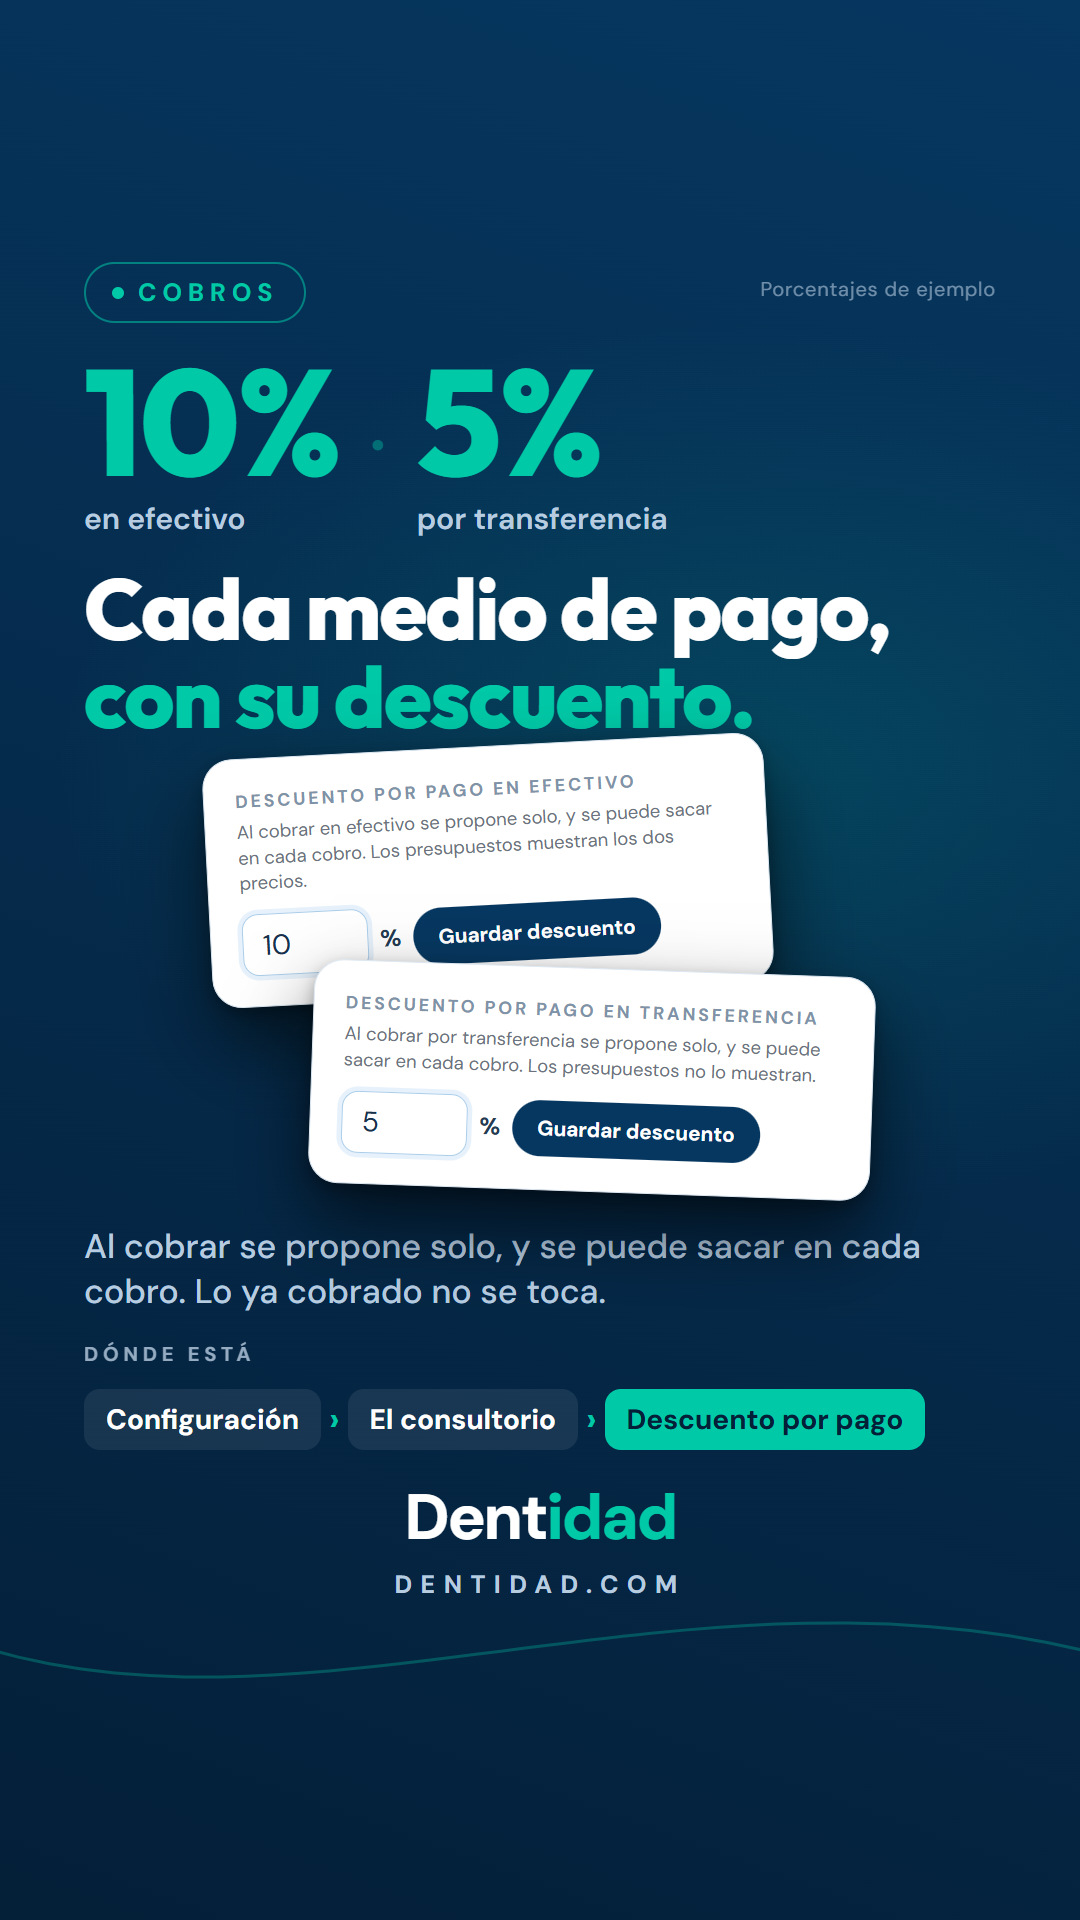 COBROS
Porcentajes de ejemplo
10% · 5%
en efectivo
por transferencia
Cada medio de pago,
con su descuento.
DESCUENTO POR PAGO EN EFECTIVO
Al cobrar en efectivo se propone solo, y se puede sacar
en cada cobro. Los presupuestos muestran los dos
precios.
10 % Guardar descuento
DESCUENTO POR PAGO EN TRANSFERENCIA
Al cobrar por transferencia se propone solo, y se puede
sacar en cada cobro. Los presupuestos no lo muestran.
5 % Guardar descuento
Al cobrar se propone solo, y se puede sacar en cada
cobro. Lo ya cobrado no se toca.
DÓNDE ESTÁ
Configuración › El consultorio › Descuento por pago
Dentidad
DENTIDAD.COM